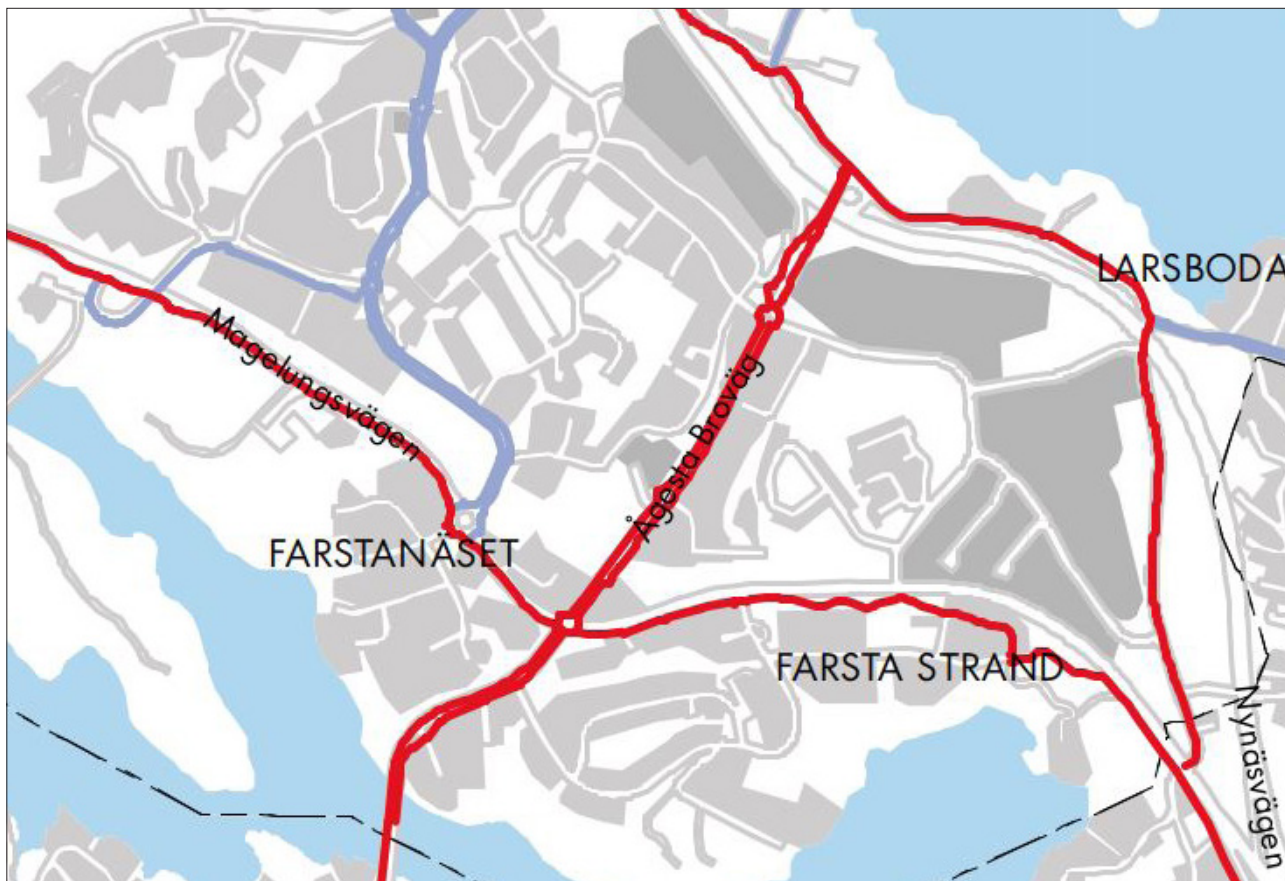 LARSBODA
Magelungsvägen
Ågesta Broväg
FARSTANÄSET
FARSTA STRAND
Nynäsvägen